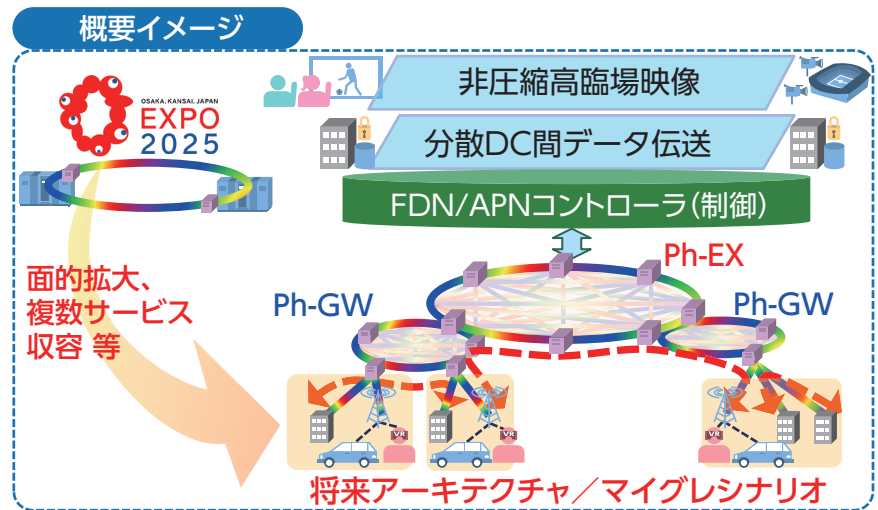 概要イメージ
OSAKA, KANSAI, JAPAN
EXPO
2025
非圧縮高臨場映像
分散DC間データ伝送
FDN/APNコントローラ(制御)
Ph-EX
Ph-GW
Ph-GW
面的拡大、
複数サービス
収容 等
VR
VR
VR
将来アーキテクチャ/マイグレシナリオ